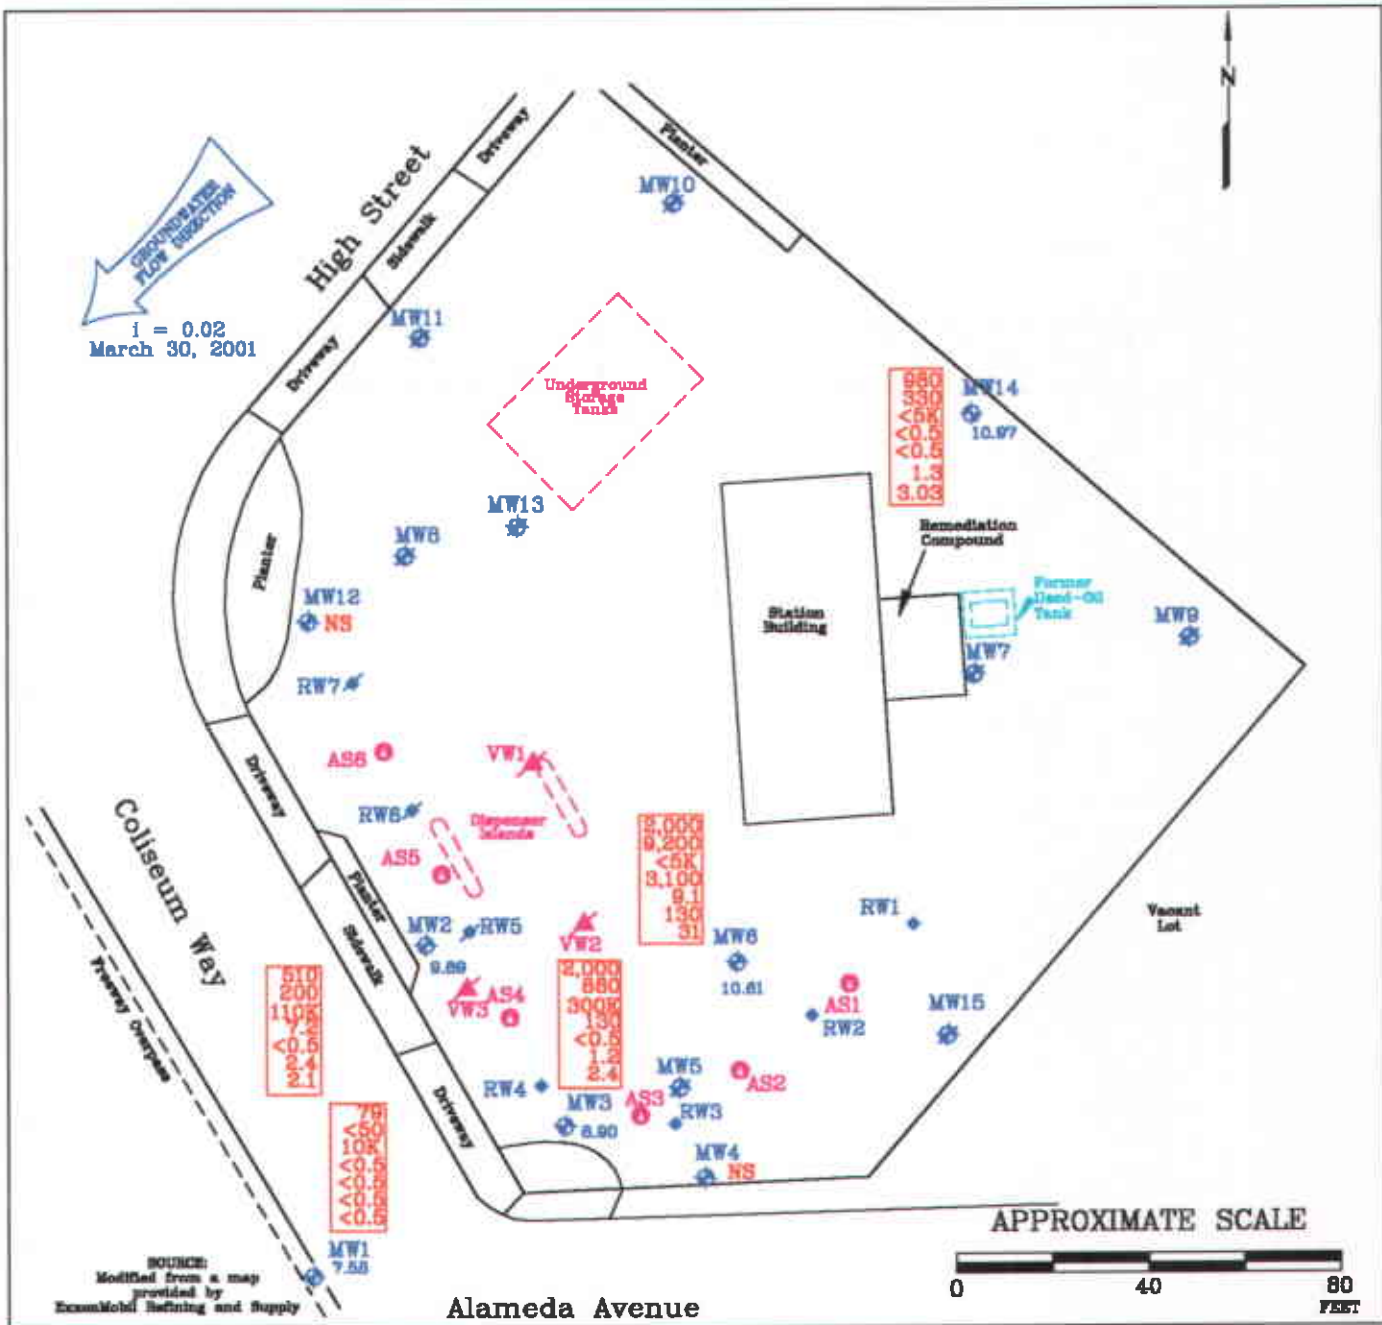 N
Driveway
Planter
High Street
Sidewalk
MW10
GROUNDWATER
FLOW DIRECTION
i = 0.02
March 30, 2001
MW11
Driveway
Underground
Storage
Tanks
980
330
<5K
<0.5
<0.5
1.3
3.03
MW14
10.97
MW13
MW8
Planter
Remediation
Compound
MW12
NS
Station
Building
Former
Used-Oil
Tank
MW9
MW7
RW7
AS6
VW1
Driveway
Coliseum Way
RW6
Dispenser
Islands
2,000
9,200
<5K
3,100
9.1
130
31
AS5
Planter
MW2
9.89
RW5
VW2
RW1
Vacant
Lot
MW6
10.61
Sidewalk
Freeway Overpass
510
200
110K
7.2
<0.5
2.4
2.1
VW3
AS4
2,000
880
300K
130
<0.5
1.2
2.4
AS1
RW2
MW15
RW4
MW5
AS2
Driveway
MW3
8.90
AS3
RW3
MW4
NS
79
<50
10K
<0.5
<0.5
<0.5
<0.5
MW1
7.58
SOURCE:
Modified from a map
provided by
ExxonMobil Refining and Supply
Alameda Avenue
APPROXIMATE SCALE
0 40 80
FEET